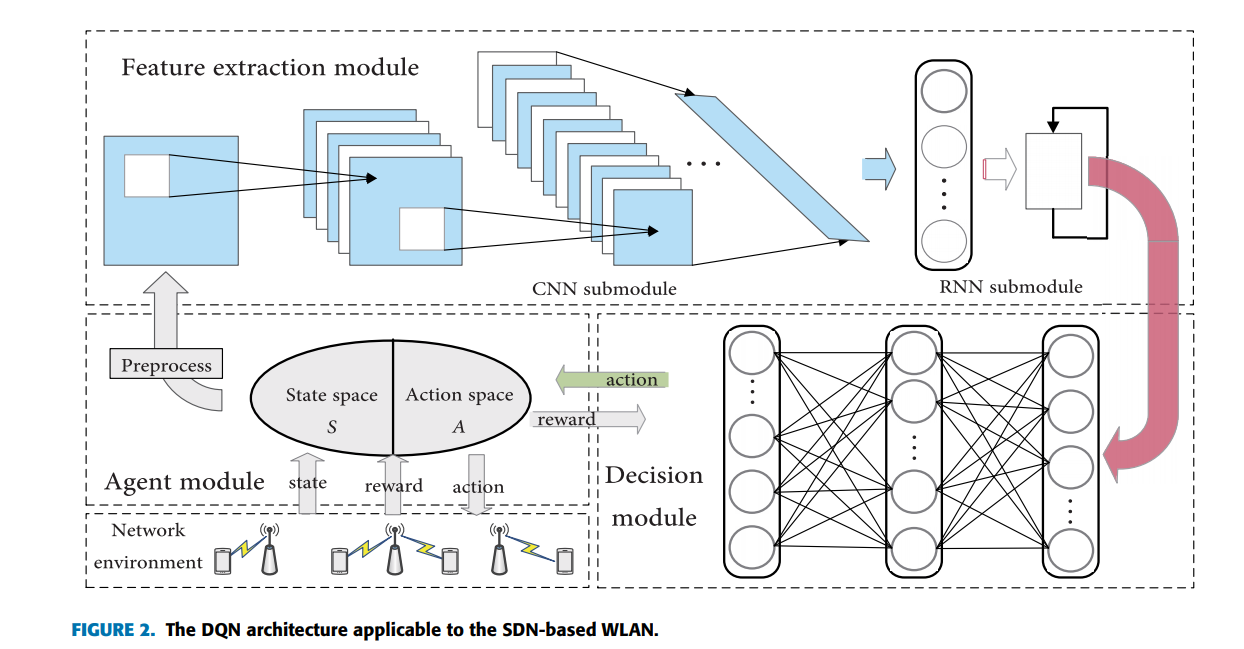 Feature extraction module
...
CNN submodule
RNN submodule
Preprocess
State space
S
Action space
A
action
reward
Agent module
state
reward
action
Decision
module
Network
environment
FIGURE 2. The DQN architecture applicable to the SDN-based WLAN.